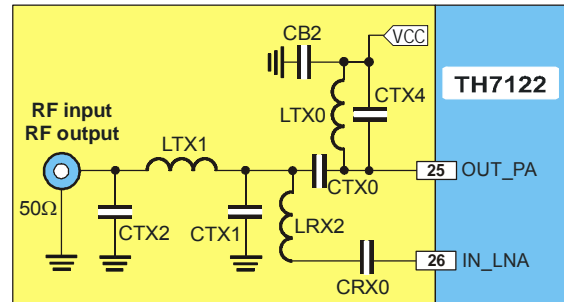 CB2
VCC
TH7122
LTX0
CTX4
RF input
RF output
LTX1
CTX0
25 OUT_PA
50Ω
CTX2
CTX1
LRX2
26 IN_LNA
CRX0